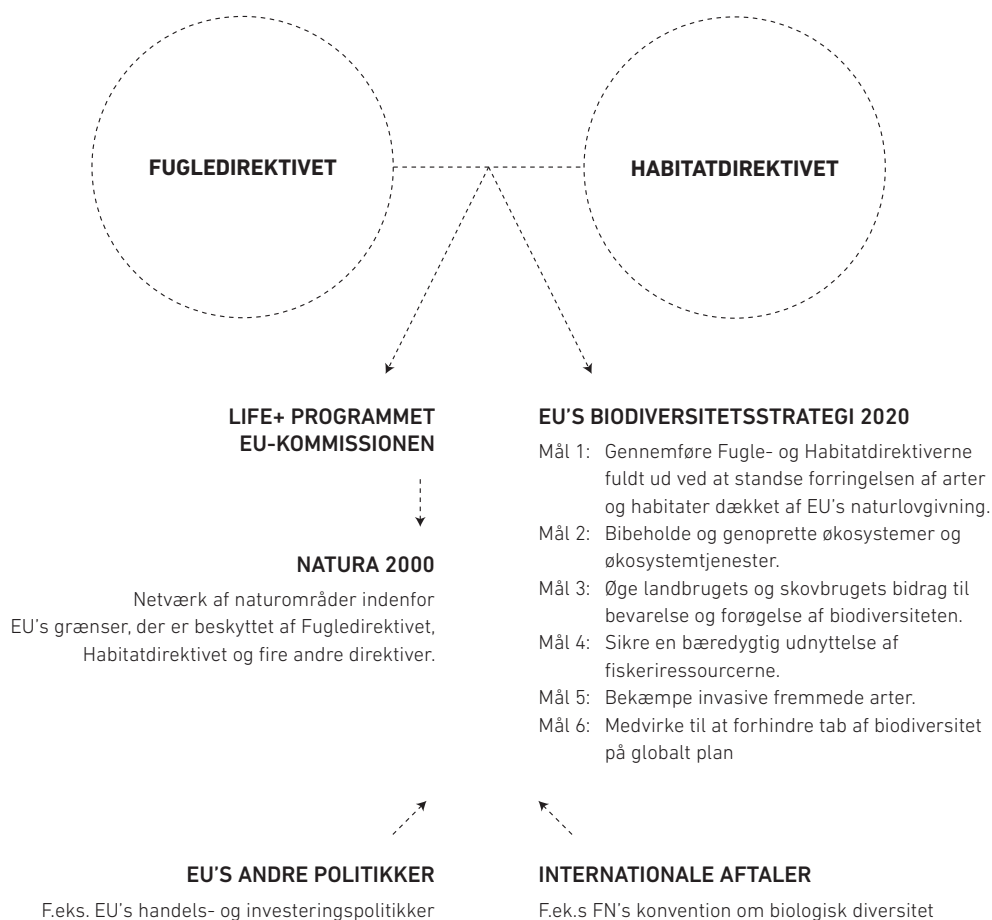 FUGLEDIREKTIVET
HABITATDIREKTIVET
LIFE+ PROGRAMMET
EU-KOMMISSIONEN
NATURA 2000
Netværk af naturområder indenfor
EU's grænser, der er beskyttet af Fugledirektivet,
Habitatdirektivet og fire andre direktiver.
EU'S BIODIVERSITETSSTRATEGI 2020
Mål 1: Gennemføre Fugle- og Habitatdirektiverne
fuldt ud ved at standse forringelsen af arter
og habitater dækket af EU's naturlovgivning.
Mål 2: Bibeholde og genoprette økosystemer og
økosystemtjenester.
Mål 3: Øge landbrugets og skovbrugets bidrag til
bevarelse og forøgelse af biodiversiteten.
Mål 4: Sikre en bæredygtig udnyttelse af
fiskeriressourcerne.
Mål 5: Bekæmpe invasive fremmede arter.
Mål 6: Medvirke til at forhindre tab af biodiversitet
på globalt plan
EU'S ANDRE POLITIKKER
F.eks. EU's handels- og investeringspolitikker
INTERNATIONALE AFTALER
F.ek.s FN's konvention om biologisk diversitet